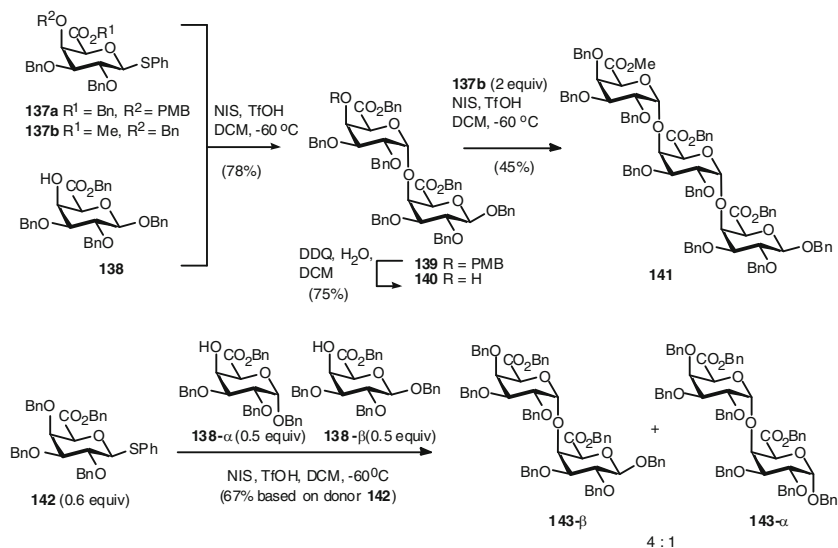 R²O
CO₂R¹
O
SPh
BnO
BnO
137a R¹ = Bn, R² = PMB
137b R¹ = Me, R² = Bn
HO
CO₂Bn
O
BnO
OBn
BnO
138
NIS, TfOH
DCM, -60 °C
(78%)
RO
CO₂Bn
O
BnO
BnO
O
CO₂Bn
O
BnO
OBn
BnO
139 R = PMB
140 R = H
DDQ, H₂O,
DCM
(75%)
137b (2 equiv)
NIS, TfOH
DCM, -60 °C
(45%)
BnO
CO₂Me
O
BnO
BnO
O
CO₂Bn
O
BnO
BnO
O
CO₂Bn
O
BnO
OBn
BnO
141
BnO
CO₂Bn
O
SPh
BnO
BnO
142 (0.6 equiv)
HO
CO₂Bn
O
BnO
BnO
OBn
138-α (0.5 equiv)
HO
CO₂Bn
O
BnO
OBn
BnO
138-β(0.5 equiv)
NIS, TfOH, DCM, -60⁰C
(67% based on donor 142)
BnO
CO₂Bn
O
BnO
BnO
O
CO₂Bn
O
BnO
OBn
BnO
143-β
+
BnO
CO₂Bn
O
BnO
BnO
O
CO₂Bn
O
BnO
BnO
OBn
143-α
4 : 1